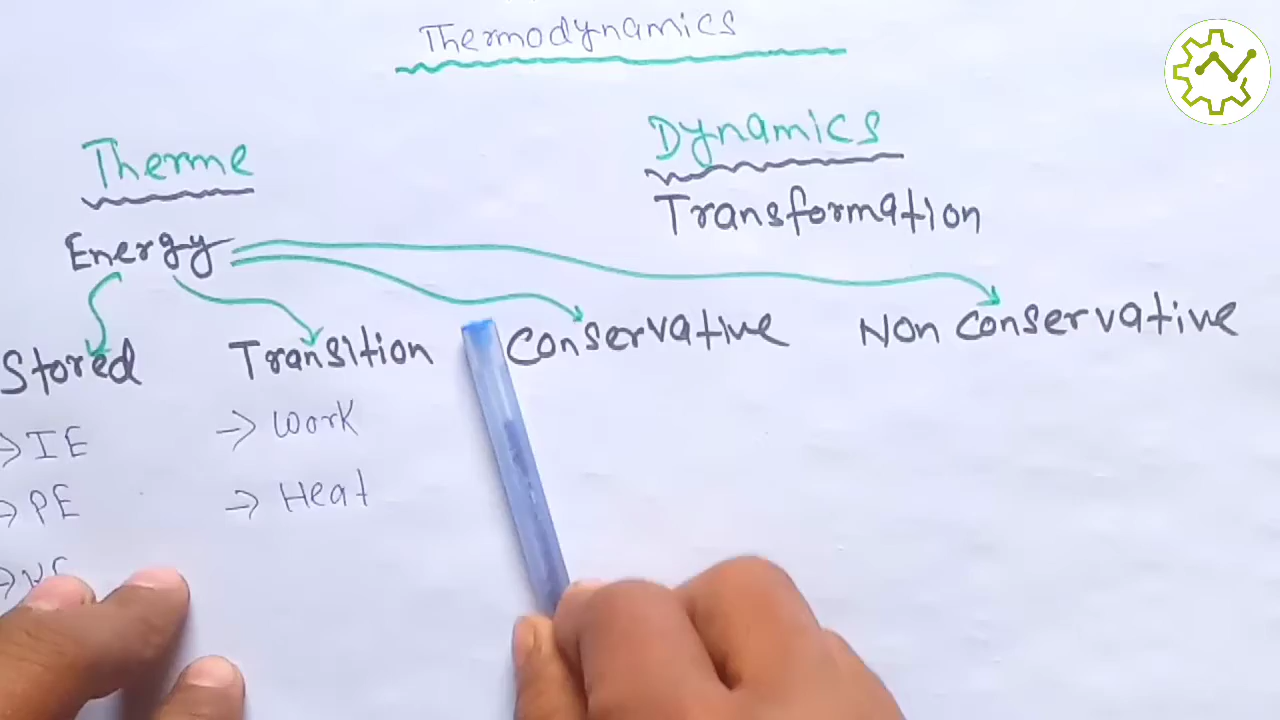 Thermodynamics
Therme
Dynamics
Energy
Transformation
Stored
Transition
Conservative
Non Conservative
→ IE
→ Work
→ PE
→ Heat